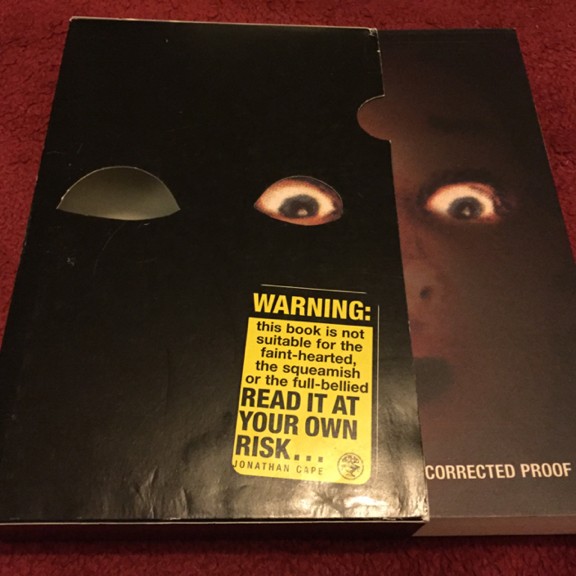 WARNING:
this book is not
suitable for the
faint-hearted,
the squeamish
or the full-bellied
READ IT AT
YOUR OWN
RISK...
JONATHAN CAPE
CORRECTED PROOF